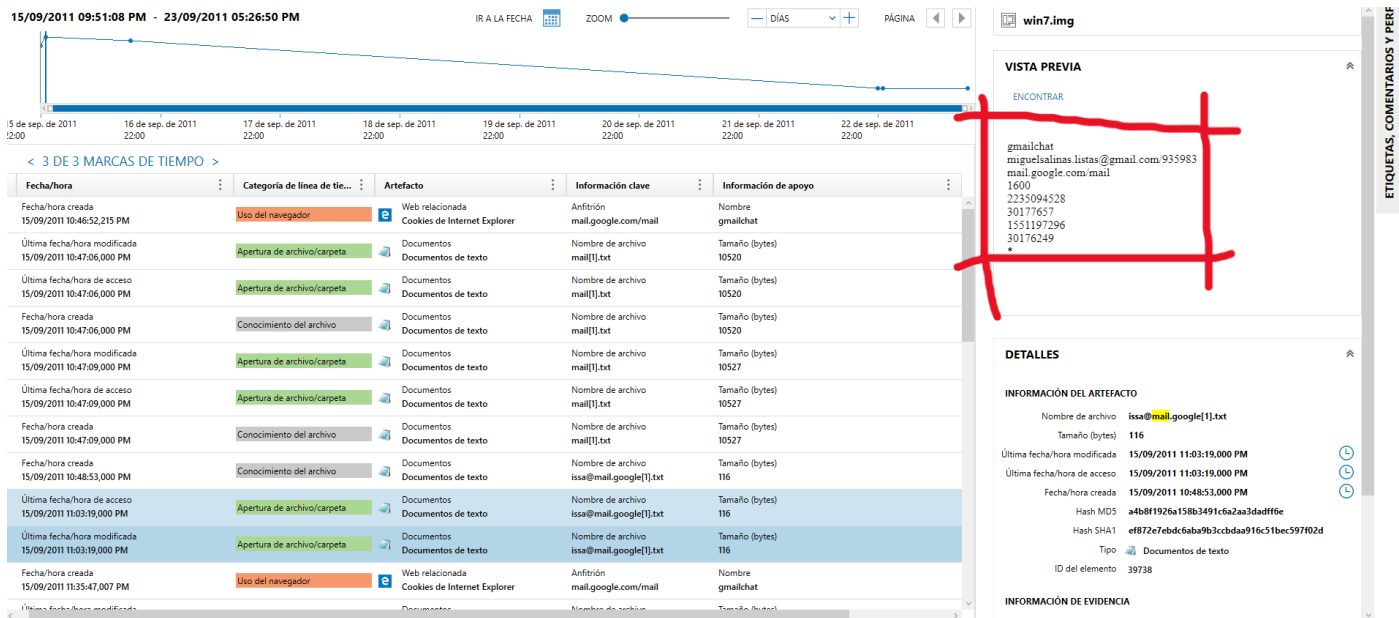 15/09/2011 09:51:08 PM - 23/09/2011 05:26:50 PM
IR A LA FECHA
ZOOM
DÍAS
PÁGINA
16 de sep. de 2011 22:00
17 de sep. de 2011 22:00
18 de sep. de 2011 22:00
19 de sep. de 2011 22:00
20 de sep. de 2011 22:00
21 de sep. de 2011 22:00
22 de sep. de 2011 22:00
< 3 DE 3 MARCAS DE TIEMPO >
Fecha/hora Categoría de línea de tie... Artefacto Información clave Información de apoyo
Fecha/hora creada Web relacionada Anfitrión Nombre
15/09/2011 10:46:52,215 PM Uso del navegador Cookies de Internet Explorer mail.google.com/mail gmailchat
Última fecha/hora modificada Documentos Nombre de archivo Tamaño (bytes)
15/09/2011 10:47:06,000 PM Apertura de archivo/carpeta Documentos de texto mail[1].txt 10520
Última fecha/hora de acceso Documentos Nombre de archivo Tamaño (bytes)
15/09/2011 10:47:06,000 PM Apertura de archivo/carpeta Documentos de texto mail[1].txt 10520
Fecha/hora creada Documentos Nombre de archivo Tamaño (bytes)
15/09/2011 10:47:06,000 PM Conocimiento del archivo Documentos de texto mail[1].txt 10520
Última fecha/hora modificada Documentos Nombre de archivo Tamaño (bytes)
15/09/2011 10:47:09,000 PM Apertura de archivo/carpeta Documentos de texto mail[1].txt 10527
Última fecha/hora de acceso Documentos Nombre de archivo Tamaño (bytes)
15/09/2011 10:47:09,000 PM Apertura de archivo/carpeta Documentos de texto mail[1].txt 10527
Fecha/hora creada Documentos Nombre de archivo Tamaño (bytes)
15/09/2011 10:47:09,000 PM Conocimiento del archivo Documentos de texto mail[1].txt 10527
Fecha/hora creada Documentos Nombre de archivo Tamaño (bytes)
15/09/2011 10:48:53,000 PM Conocimiento del archivo Documentos de texto issa@mail.google[1].txt 116
Última fecha/hora de acceso Documentos Nombre de archivo Tamaño (bytes)
15/09/2011 11:03:19,000 PM Apertura de archivo/carpeta Documentos de texto issa@mail.google[1].txt 116
Última fecha/hora modificada Documentos Nombre de archivo Tamaño (bytes)
15/09/2011 11:03:19,000 PM Apertura de archivo/carpeta Documentos de texto issa@mail.google[1].txt 116
Fecha/hora creada Web relacionada Anfitrión Nombre
15/09/2011 11:35:47,007 PM Uso del navegador Cookies de Internet Explorer mail.google.com/mail gmailchat
Última fecha/hora modificada Documentos Nombre de archivo Tamaño (bytes)
win7.img
VISTA PREVIA
ENCONTRAR
gmailchat
miguelsalinas.listas@gmail.com/935983
mail.google.com/mail
1600
2235094528
30177657
1551197296
30176249
*
DETALLES
INFORMACIÓN DEL ARTEFACTO
Nombre de archivo issa@mail.google[1].txt
Tamaño (bytes) 116
Última fecha/hora modificada 15/09/2011 11:03:19,000 PM
Última fecha/hora de acceso 15/09/2011 11:03:19,000 PM
Fecha/hora creada 15/09/2011 10:48:53,000 PM
Hash MD5 a4b8f1926a158b3491c6a2aa3dadff6e
Hash SHA1 ef872e7ebdc6aba9b3ccbdaa916c51bec597f02d
Tipo Documentos de texto
ID del elemento 39738
INFORMACIÓN DE EVIDENCIA
ETIQUETAS, COMENTARIOS Y